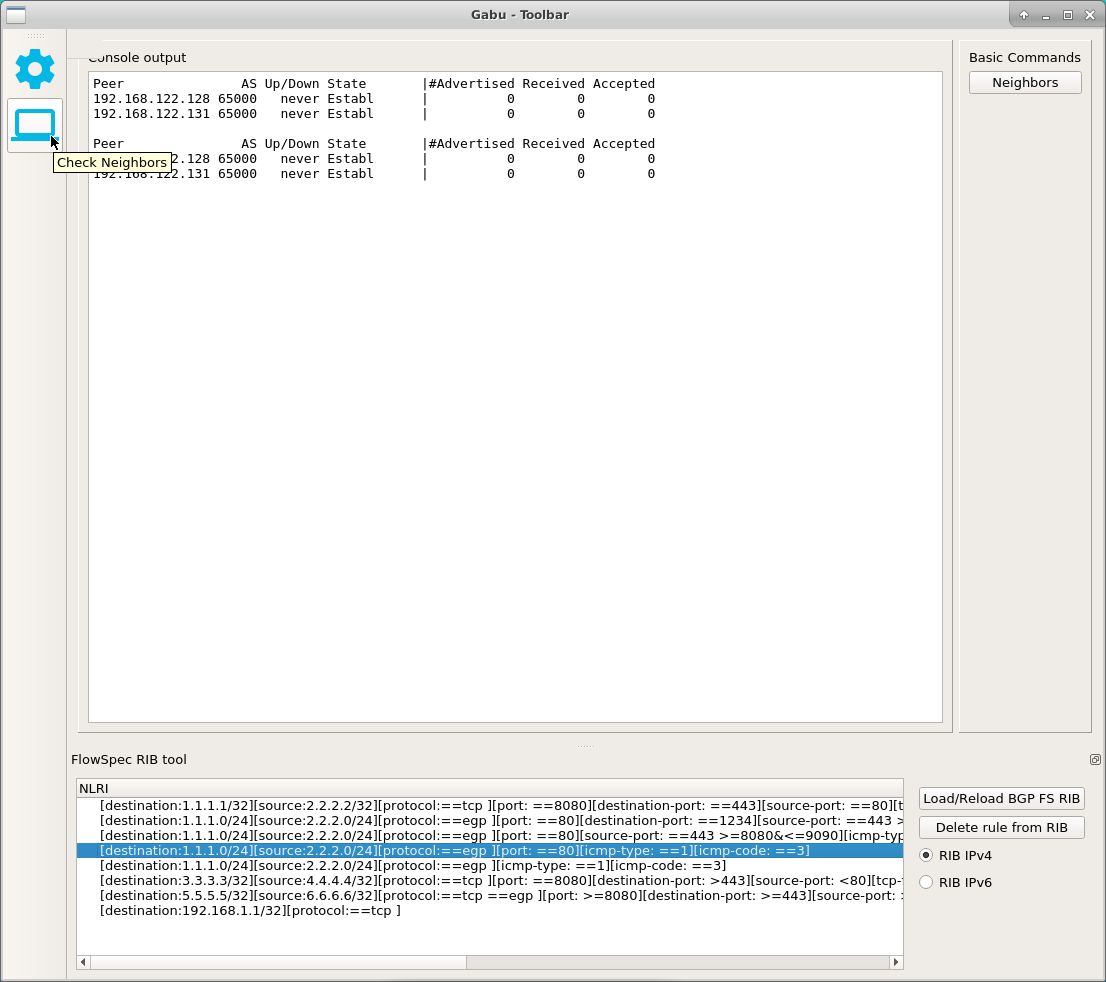 Gabu - Toolbar
Console output
Peer               AS Up/Down State       |#Advertised Received Accepted
192.168.122.128 65000   never Establ      |          0        0        0
192.168.122.131 65000   never Establ      |          0        0        0
Peer               AS Up/Down State       |#Advertised Received Accepted
2.128 65000   never Establ      |          0        0        0
192.168.122.131 65000   never Establ      |          0        0        0
Check Neighbors
Basic Commands
Neighbors
FlowSpec RIB tool
NLRI
[destination:1.1.1.1/32][source:2.2.2.2/32][protocol:==tcp ][port: ==8080][destination-port: ==443][source-port: ==80][t
[destination:1.1.1.0/24][source:2.2.2.0/24][protocol:==egp ][port: ==80][destination-port: ==1234][source-port: ==443 >
[destination:1.1.1.0/24][source:2.2.2.0/24][protocol:==egp ][port: ==80][source-port: ==443 >=8080&<=9090][icmp-typ
[destination:1.1.1.0/24][source:2.2.2.0/24][protocol:==egp ][port: ==80][icmp-type: ==1][icmp-code: ==3]
[destination:1.1.1.0/24][source:2.2.2.0/24][protocol:==egp ][icmp-type: ==1][icmp-code: ==3]
[destination:3.3.3.3/32][source:4.4.4.4/32][protocol:==tcp ][port: ==8080][destination-port: >443][source-port: <80][tcp-
[destination:5.5.5.5/32][source:6.6.6.6/32][protocol:==tcp ==egp ][port: >=8080][destination-port: >=443][source-port: >
[destination:192.168.1.1/32][protocol:==tcp ]
Load/Reload BGP FS RIB
Delete rule from RIB
RIB IPv4
RIB IPv6